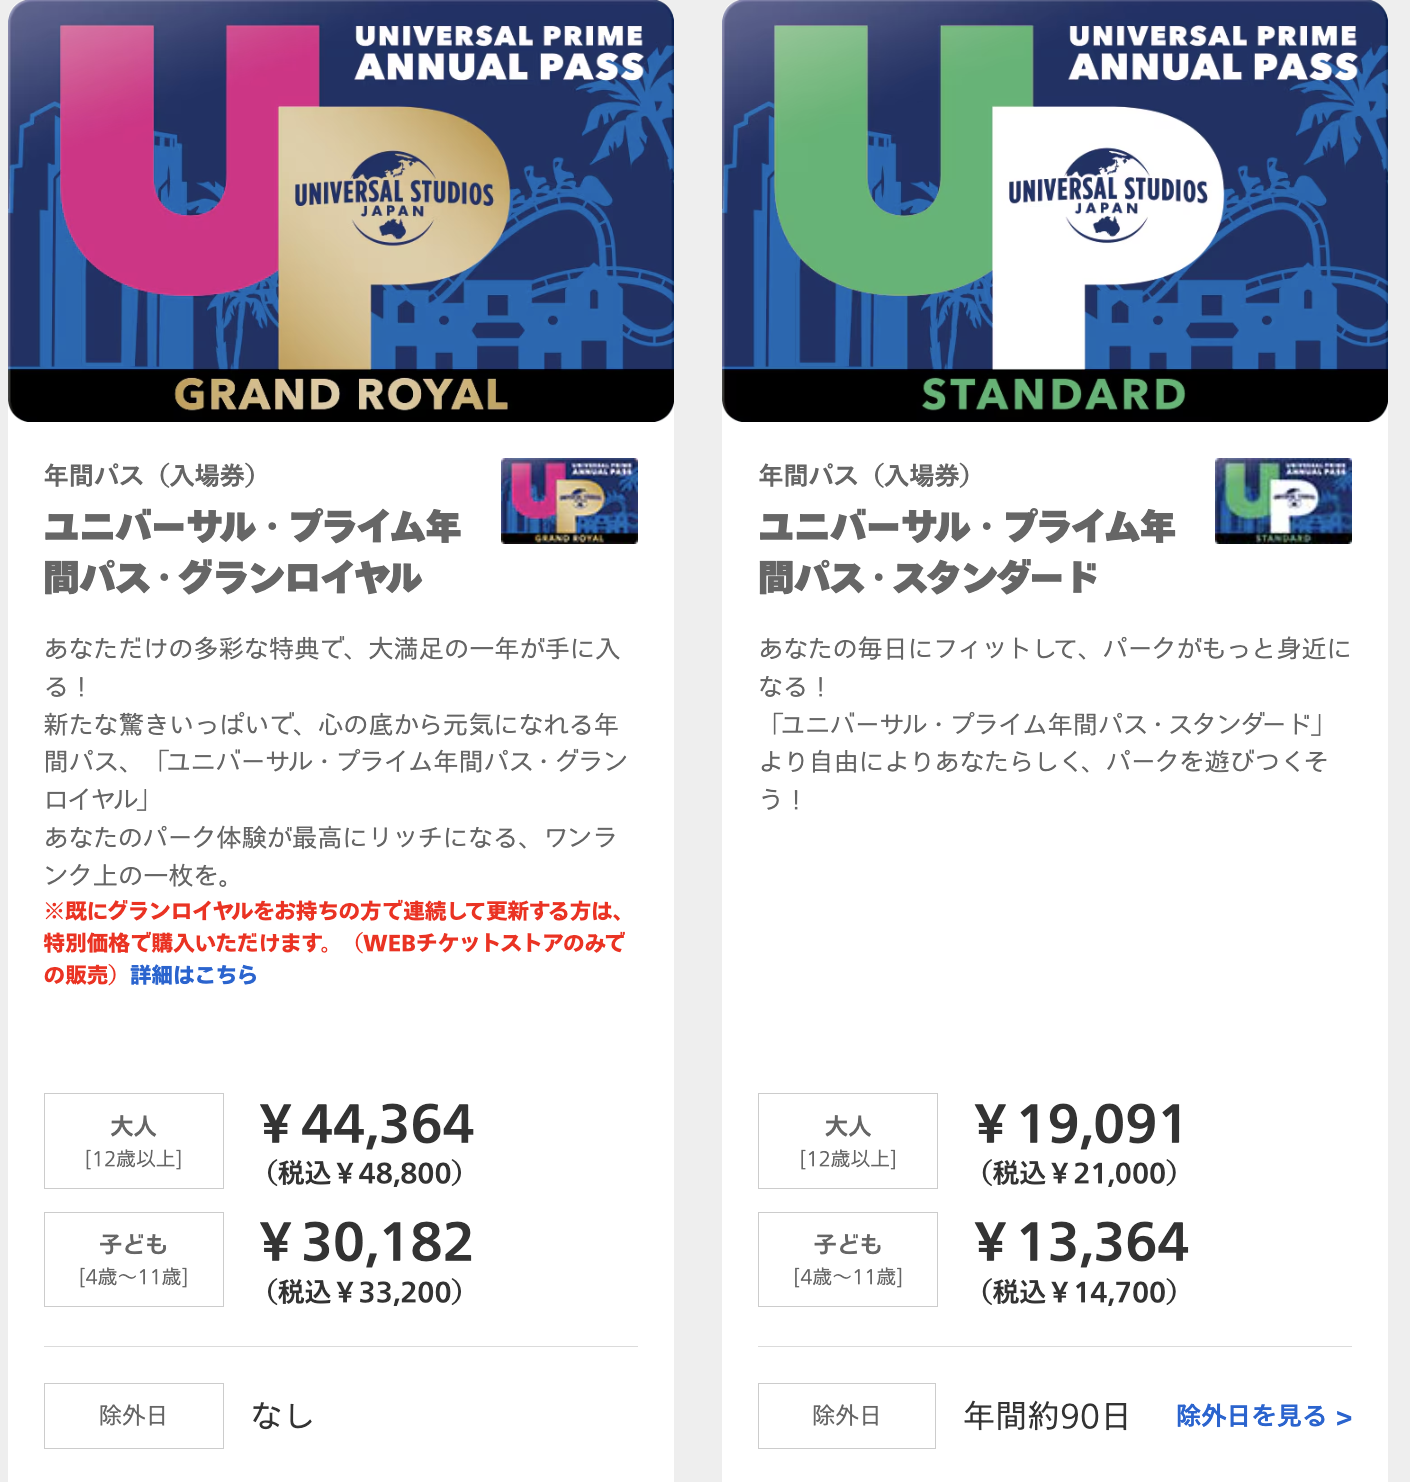 UNIVERSAL PRIME
ANNUAL PASS
UP
UNIVERSAL STUDIOS
JAPAN
GRAND ROYAL
年間パス（入場券）
UNIVERSAL PRIME
ANNUAL PASS
UP
GRAND ROYAL
ユニバーサル・プライム年
間パス・グランロイヤル
あなただけの多彩な特典で、大満足の一年が手に入
る！
新たな驚きいっぱいで、心の底から元気になれる年
間パス、「ユニバーサル・プライム年間パス・グラン
ロイヤル」
あなたのパーク体験が最高にリッチになる、ワンラ
ンク上の一枚を。
※既にグランロイヤルをお持ちの方で連続して更新する方は、
特別価格で購入いただけます。（WEBチケットストアのみで
の販売）詳細はこちら
大人
[12歳以上]
￥44,364
（税込￥48,800）
子ども
[4歳〜11歳]
￥30,182
（税込￥33,200）
除外日
なし
UNIVERSAL PRIME
ANNUAL PASS
UP
UNIVERSAL STUDIOS
JAPAN
STANDARD
年間パス（入場券）
UNIVERSAL PRIME
ANNUAL PASS
UP
STANDARD
ユニバーサル・プライム年
間パス・スタンダード
あなたの毎日にフィットして、パークがもっと身近に
なる！
「ユニバーサル・プライム年間パス・スタンダード」
より自由によりあなたらしく、パークを遊びつくそ
う！
大人
[12歳以上]
￥19,091
（税込￥21,000）
子ども
[4歳〜11歳]
￥13,364
（税込￥14,700）
除外日
年間約90日
除外日を見る >